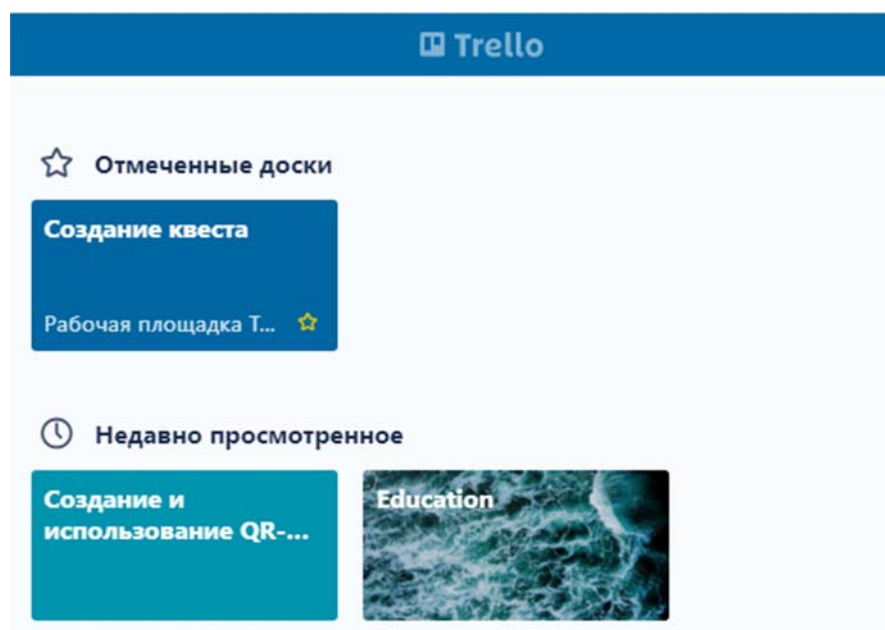 Trello
Отмеченные доски
Создание квеста
Рабочая площадка Т...
Недавно просмотренное
Создание и
использование QR-...
Education